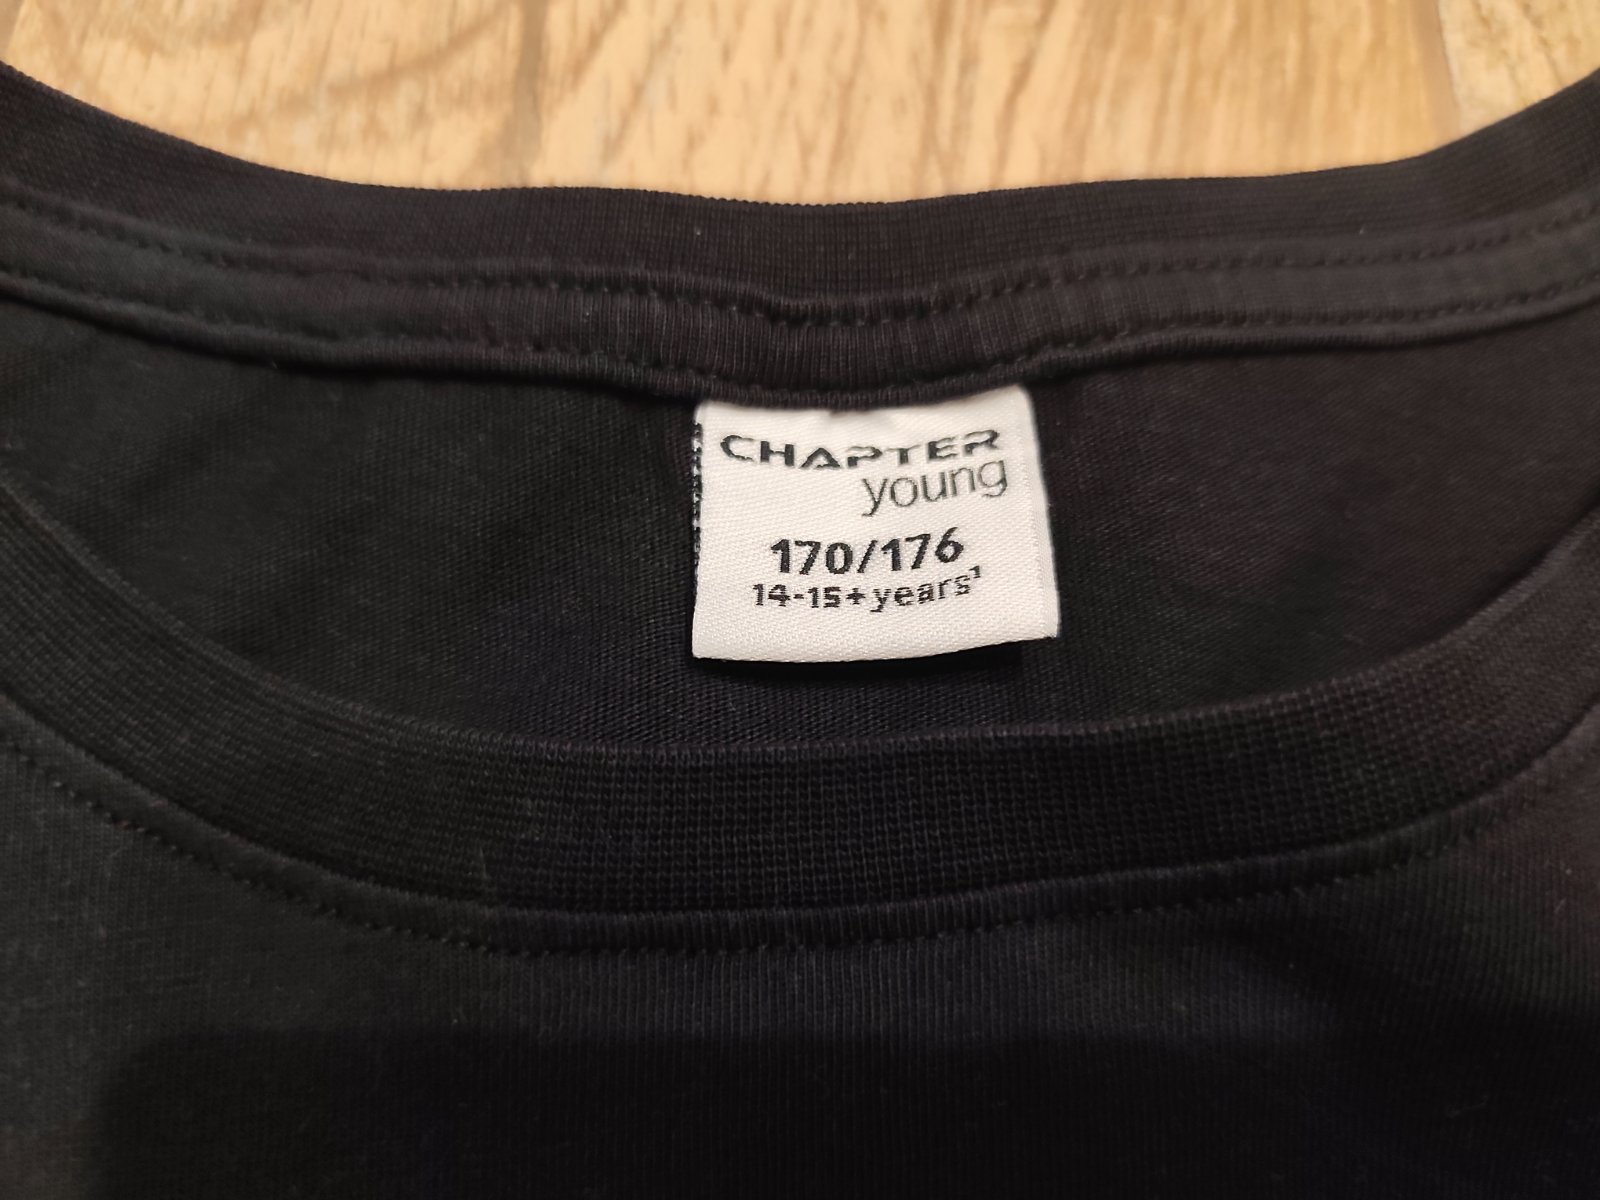 CHAPTER
young
170/176
14-15+years¹